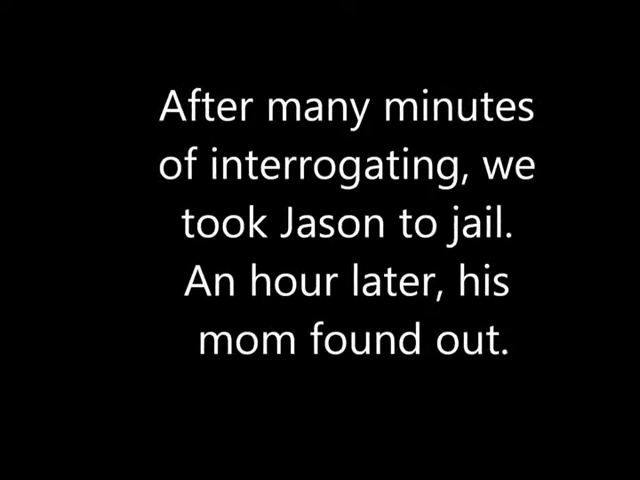 After many minutes
of interrogating, we
took Jason to jail.
An hour later, his
mom found out.